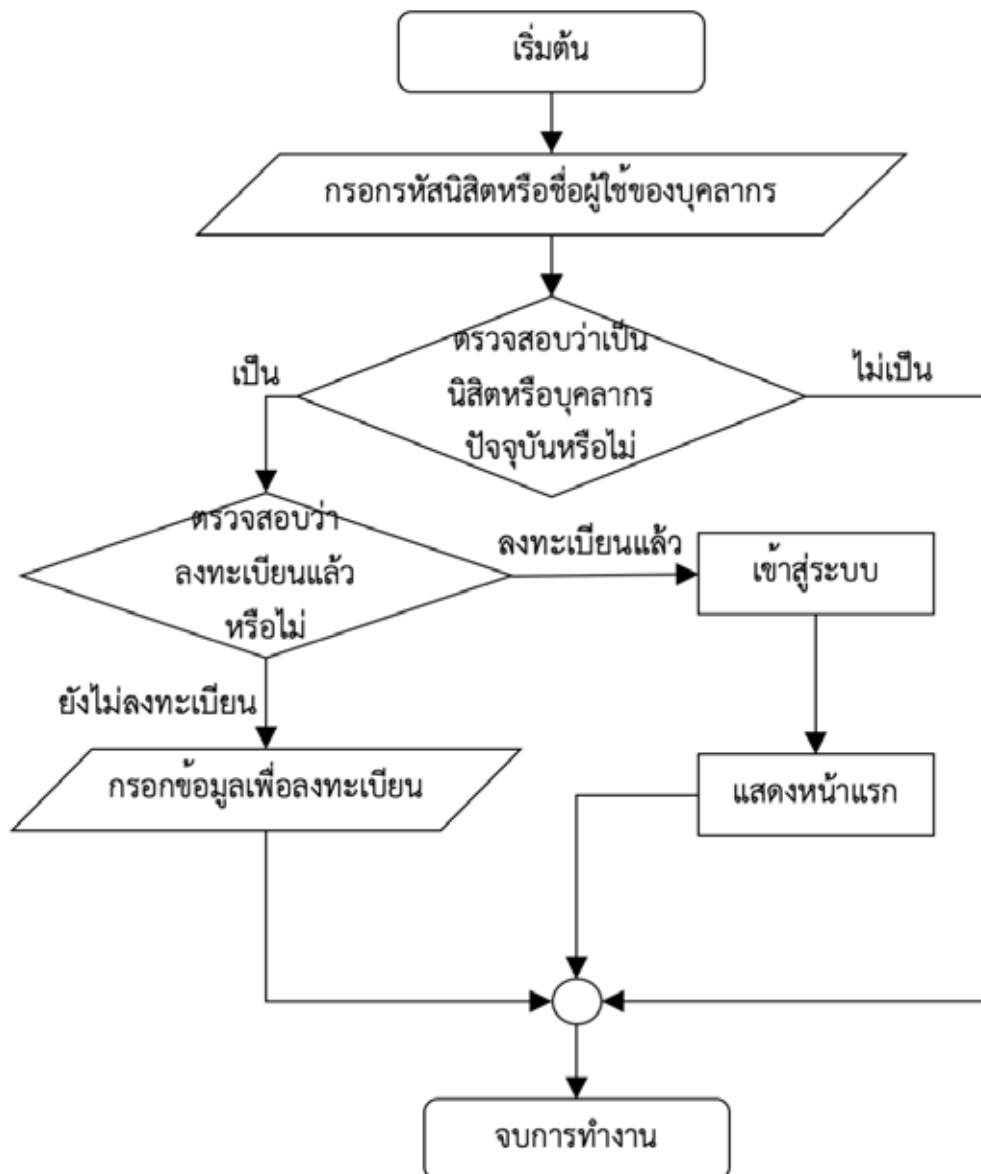 เริ่มต้น
กรอกรหัสนิสิตหรือชื่อผู้ใช้ของบุคลากร
ตรวจสอบว่าเป็น
นิสิตหรือบุคลากร
ปัจจุบันหรือไม่
เป็น
ไม่เป็น
ตรวจสอบว่า
ลงทะเบียนแล้ว
หรือไม่
ลงทะเบียนแล้ว
เข้าสู่ระบบ
ยังไม่ลงทะเบียน
กรอกข้อมูลเพื่อลงทะเบียน
แสดงหน้าแรก
จบการทำงาน